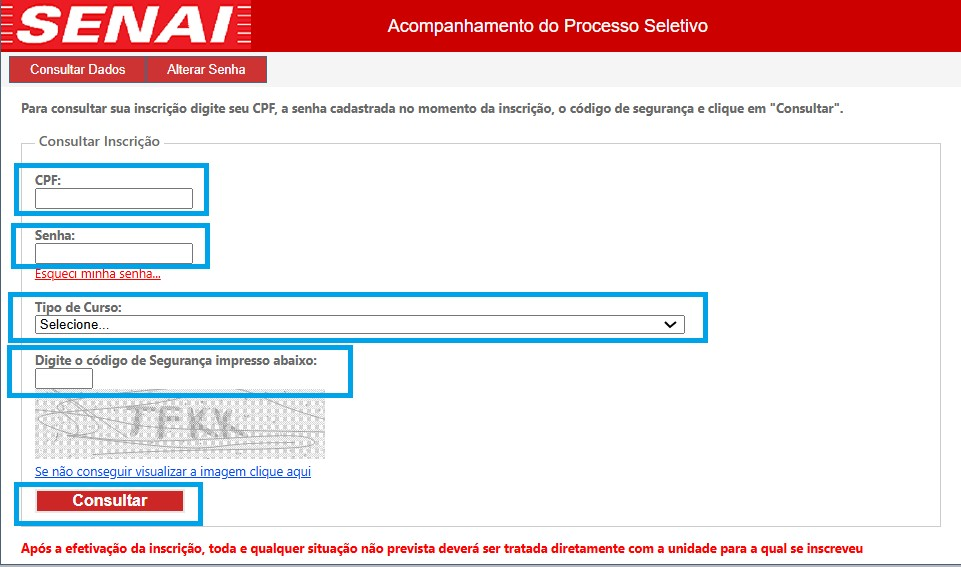 SENAI
Acompanhamento do Processo Seletivo
Consultar Dados Alterar Senha
Para consultar sua inscrição digite seu CPF, a senha cadastrada no momento da inscrição, o código de segurança e clique em "Consultar".
Consultar Inscrição
CPF:
Senha:
Esqueci minha senha...
Tipo de Curso:
Selecione...
Digite o código de Segurança impresso abaixo:
Se não conseguir visualizar a imagem clique aqui
Consultar
Após a efetivação da inscrição, toda e qualquer situação não prevista deverá ser tratada diretamente com a unidade para a qual se inscreveu